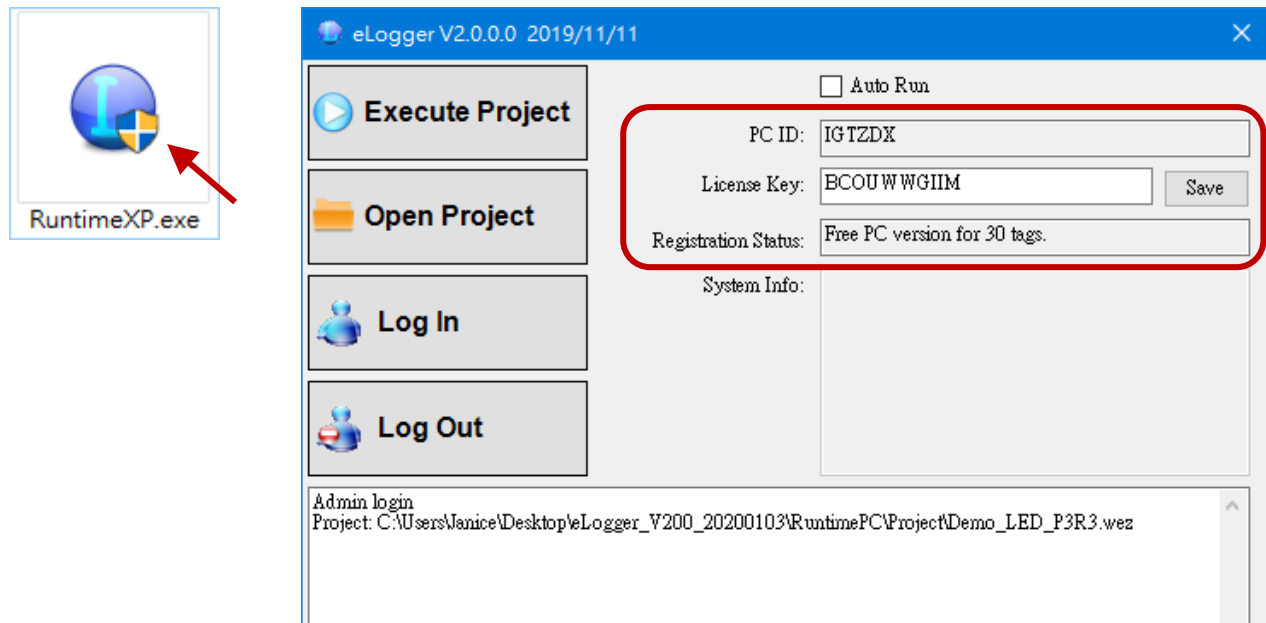 RuntimeXP.exe
eLogger V2.0.0.0 2019/11/11
Execute Project
Open Project
Log In
Log Out
Auto Run
PC ID: IGTZDX
License Key: BCOUWWGIIM Save
Registration Status: Free PC version for 30 tags.
System Info:
Admin login
Project: C:\Users\Janice\Desktop\eLogger_V200_20200103\RuntimePC\Project\Demo_LED_P3R3.wez